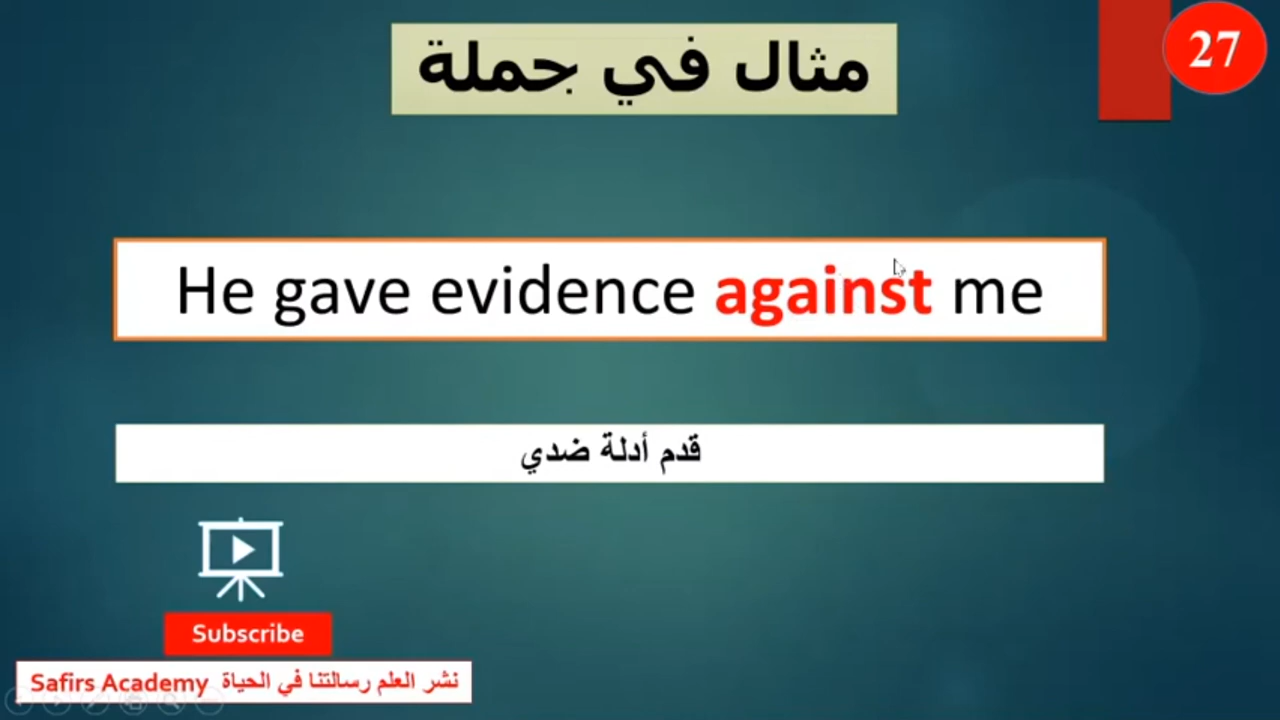 27
مثال في جملة
He gave evidence against me
قدم أدلة ضدي
Subscribe
Safirs Academy نشر العلم رسالتنا في الحياة